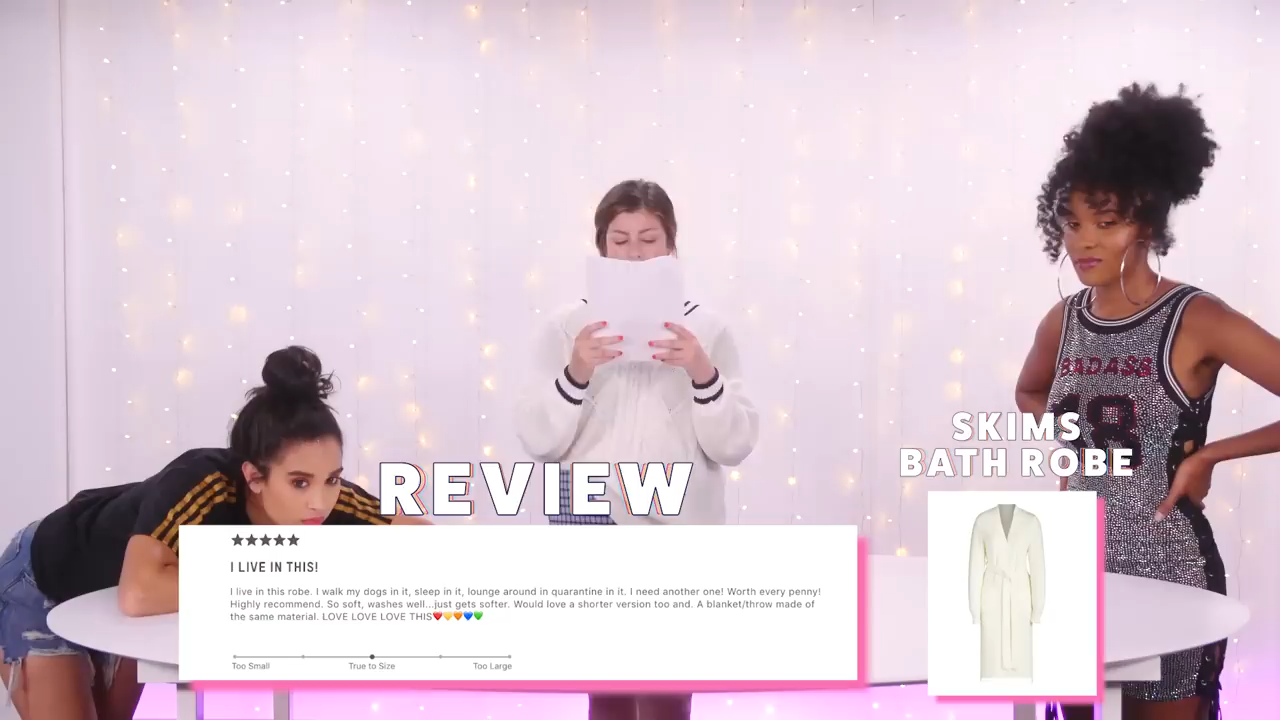 BADASS
18
SKIMS
BATH ROBE
REVIEW
★★★★★
I LIVE IN THIS!
I live in this robe. I walk my dogs in it, sleep in it, lounge around in quarantine in it. I need another one! Worth every penny!
Highly recommend. So soft, washes well...just gets softer. Would love a shorter version too and. A blanket/throw made of
the same material. LOVE LOVE LOVE THIS❤️💛🧡💙💚
Too Small True to Size Too Large